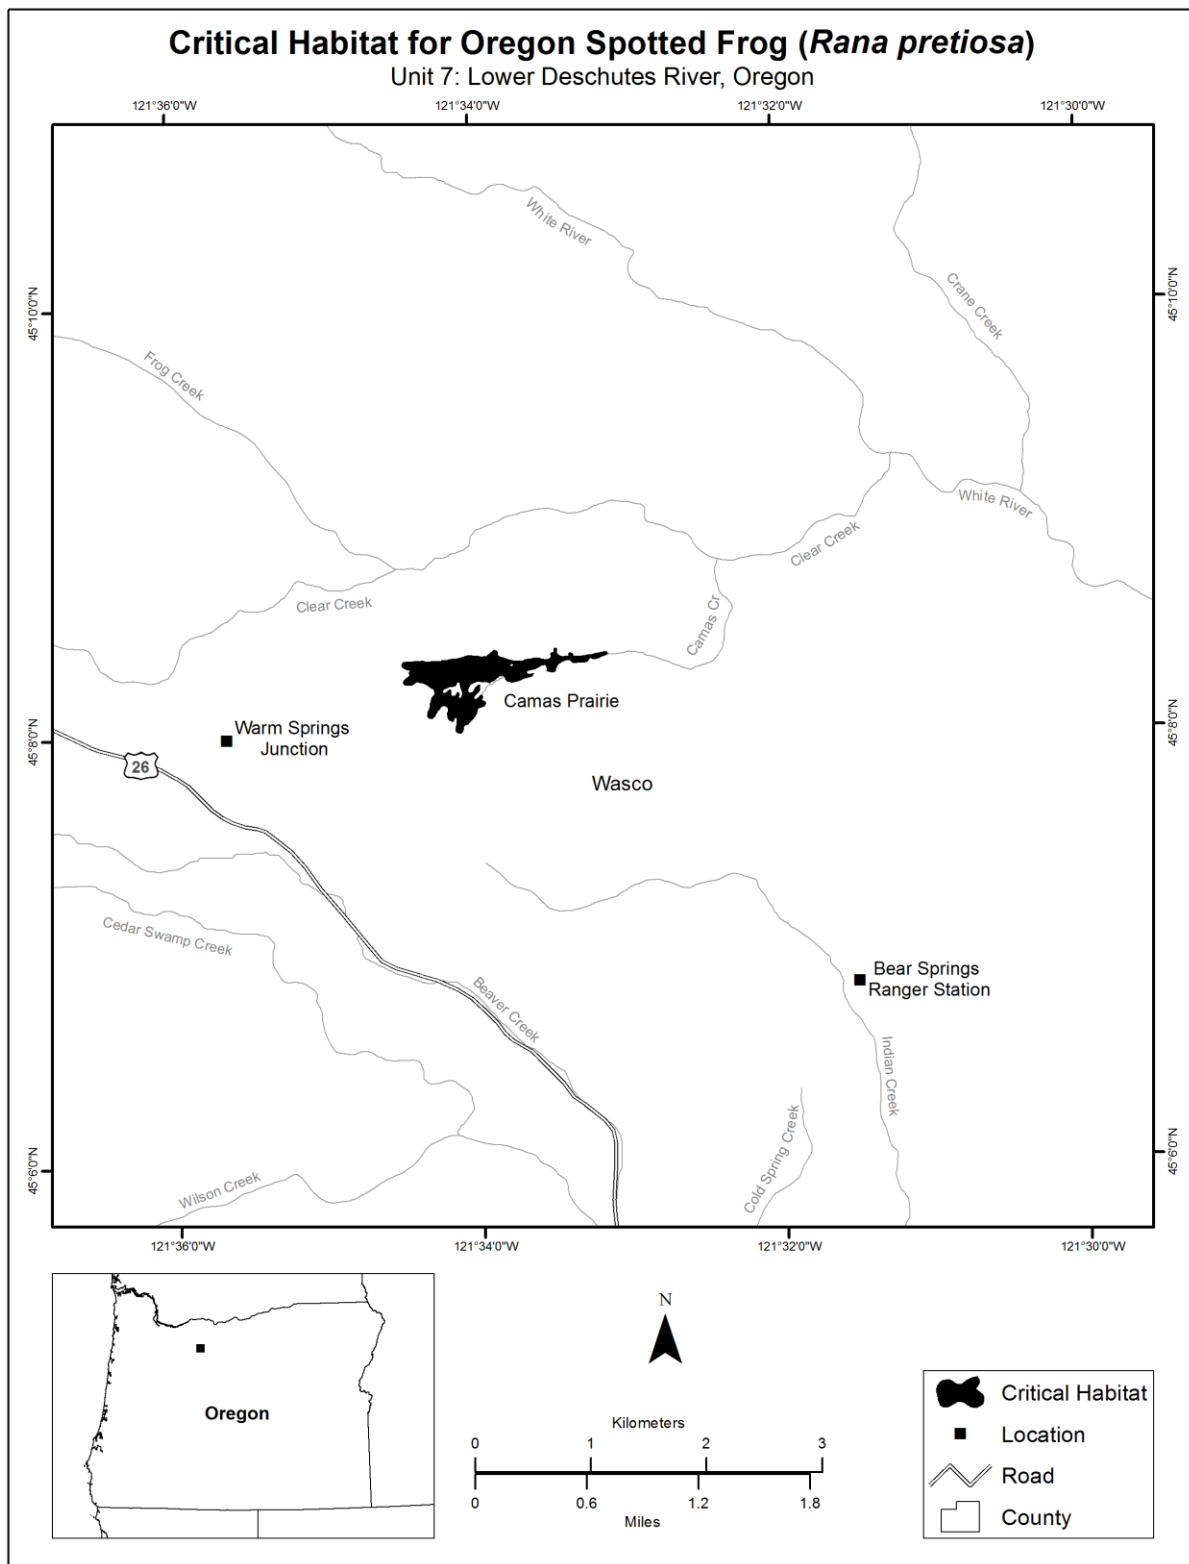 Critical Habitat for Oregon Spotted Frog (Rana pretiosa)
Unit 7: Lower Deschutes River, Oregon
121°36'0"W
121°34'0"W
121°32'0"W
121°30'0"W
White River
Crane Creek
45°10'0"N
45°10'0"N
Frog Creek
White River
Clear Creek
Clear Creek
Camas Cr
Camas Prairie
45°8'0"N
45°8'0"N
Warm Springs
Junction
26
Wasco
Cedar Swamp Creek
Beaver Creek
Bear Springs
Ranger Station
Indian Creek
Cold Spring Creek
45°6'0"N
45°6'0"N
Wilson Creek
121°36'0"W
121°34'0"W
121°32'0"W
121°30'0"W
Oregon
N
Kilometers
0 1 2 3
0 0.6 1.2 1.8
Miles
Critical Habitat
Location
Road
County